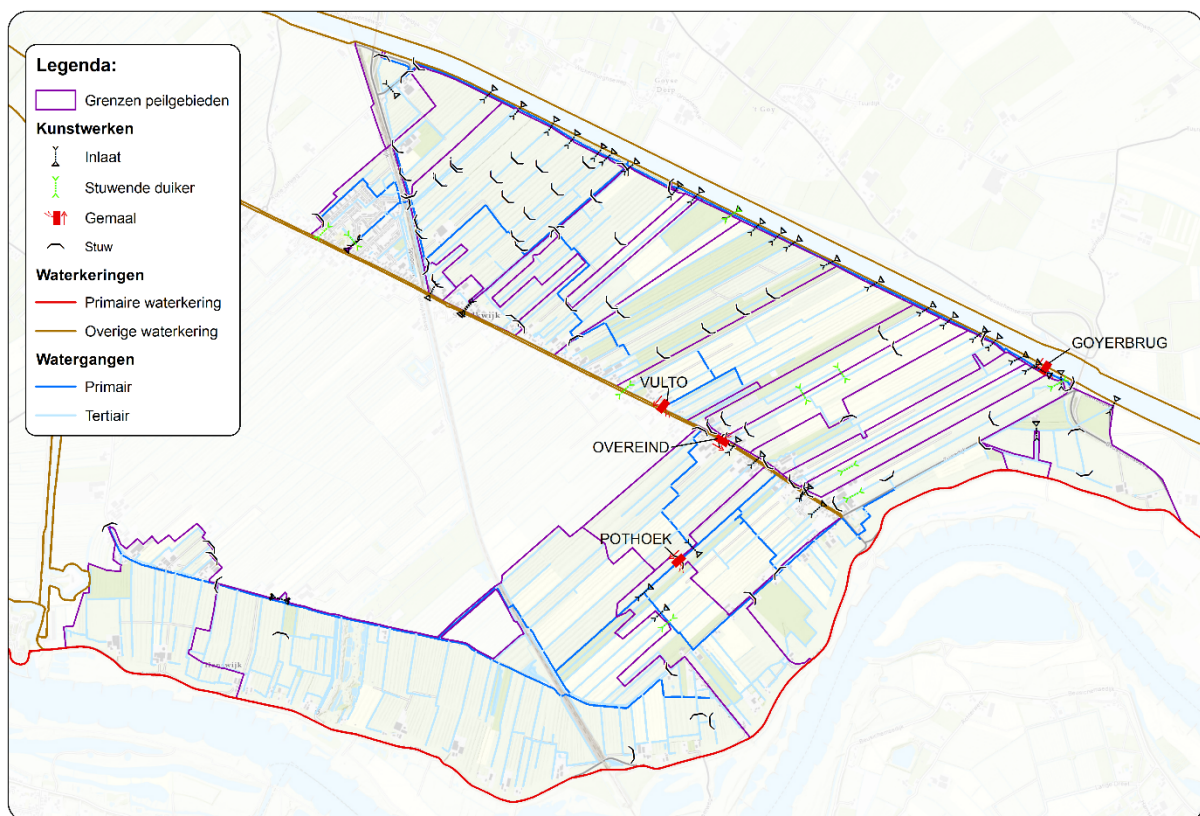 Legenda:
Grenzen peilgebieden
Kunstwerken
Inlaat
Stuwende duiker
Gemaal
Stuw
Waterkeringen
Primaire waterkering
Overige waterkering
Watergangen
Primair
Tertiair
GOYERBRUG
VULTO
OVEREIND
POTHOEK